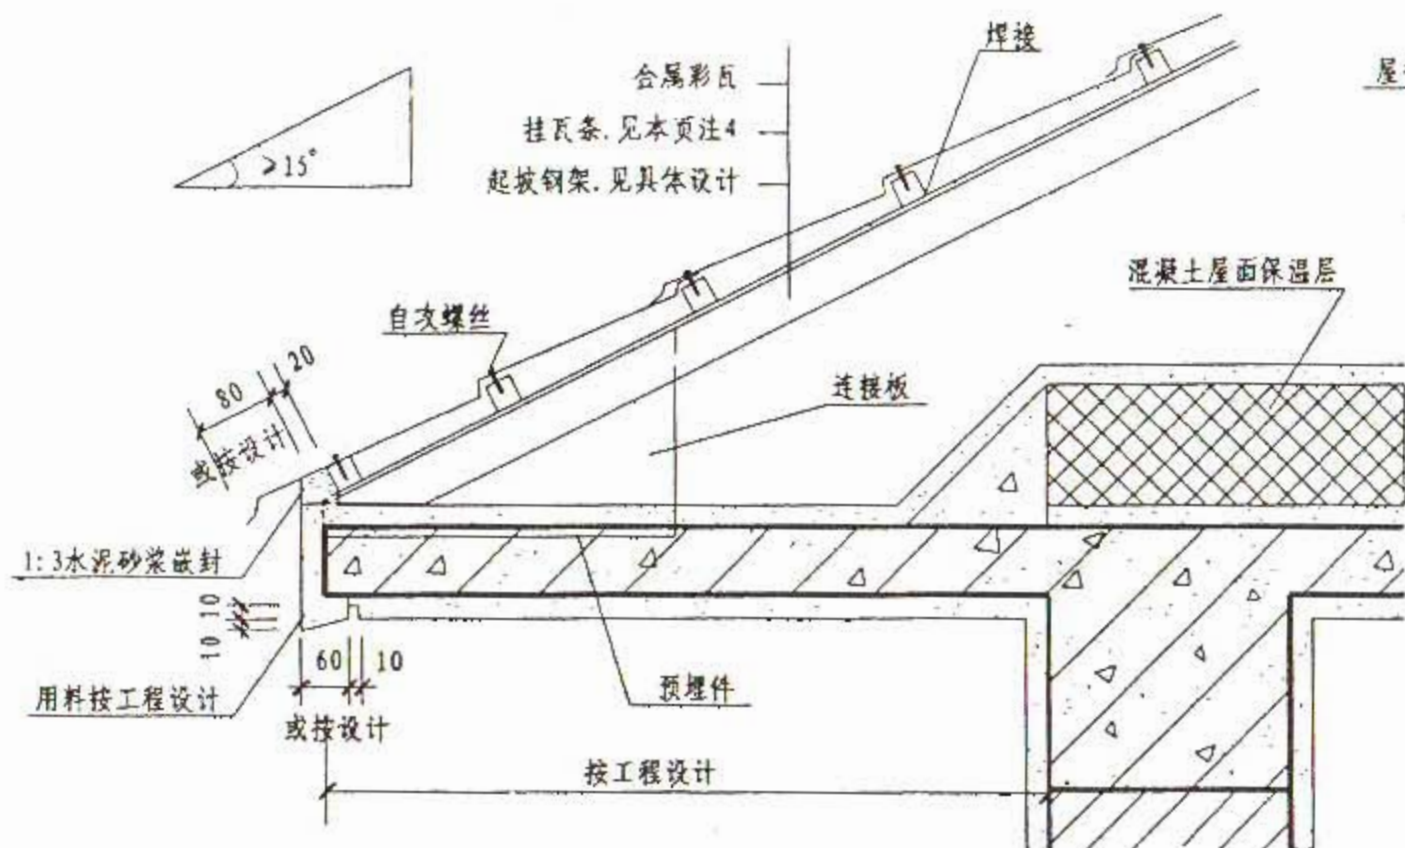 焊接
屋
合属彩瓦
挂瓦条.见本页注4
起坡钢架.见具体设计
≥15°
混凝土屋面保温层
自攻螺丝
20
80
或按设计
连接板
1:3水泥砂浆嵌封
10
10
60
10
用料按工程设计
预埋件
或按设计
按工程设计